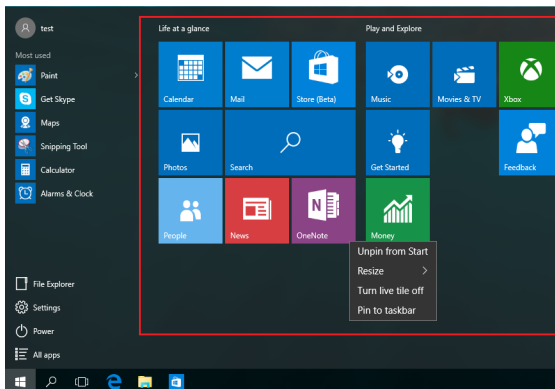 test
Most used
Paint
Get Skype
Maps
Snipping Tool
Calculator
Alarms & Clock
File Explorer
Settings
Power
All apps
Life at a glance
Play and Explore
Calendar
Mail
Store (Beta)
Music
Movies & TV
Xbox
Photos
Search
Get Started
Feedback
People
News
OneNote
Money
Unpin from Start
Resize
Turn live tile off
Pin to taskbar